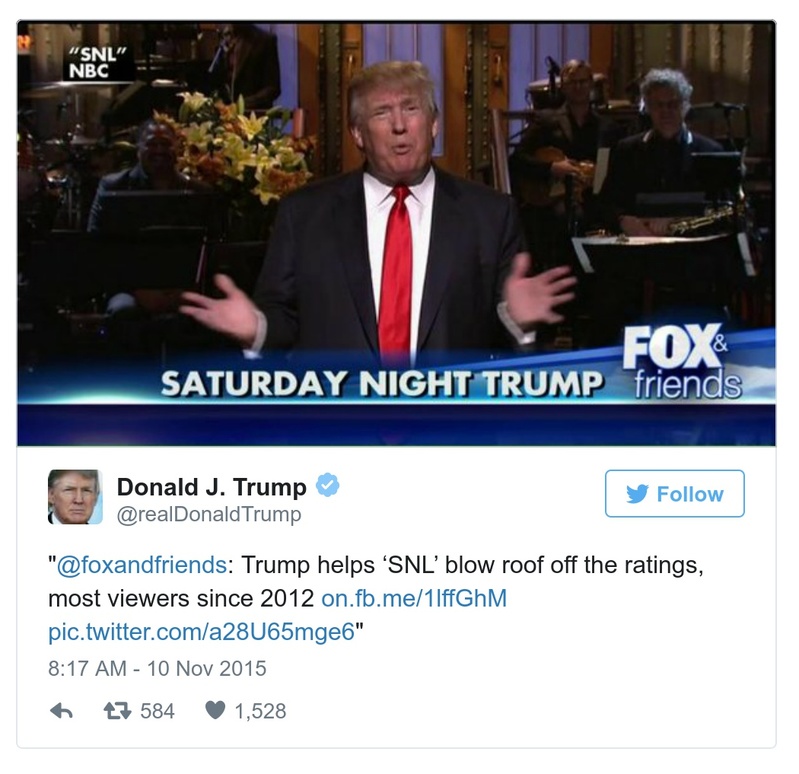 "SNL"
NBC
FOX&
SATURDAY NIGHT TRUMP friends
Donald J. Trump
@realDonaldTrump
Follow
"@foxandfriends: Trump helps ‘SNL’ blow roof off the ratings,
most viewers since 2012 on.fb.me/1lffGhM
pic.twitter.com/a28U65mge6"
8:17 AM - 10 Nov 2015
584 1,528